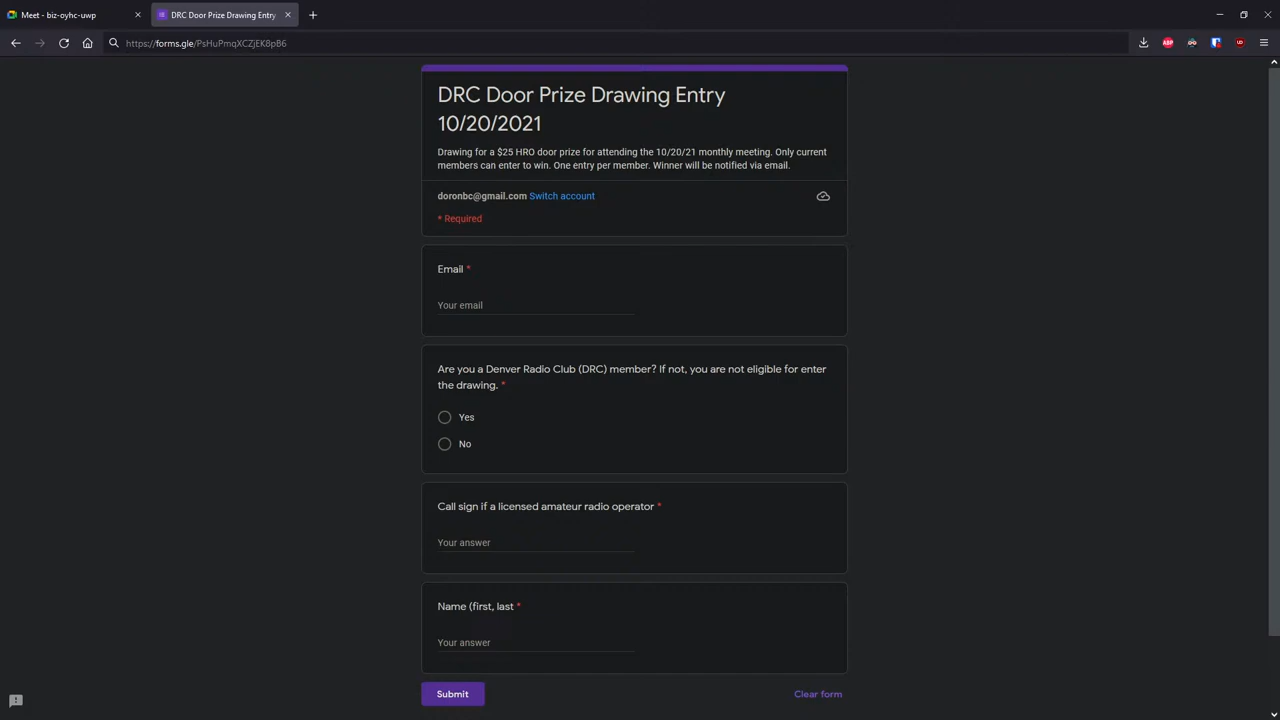 Meet - biz-oyhc-uwp
DRC Door Prize Drawing Entry
https://forms.gle/PsHuPmqXCZjEK8pB6
ABP
UD
DRC Door Prize Drawing Entry
10/20/2021
Drawing for a $25 HRO door prize for attending the 10/20/21 monthly meeting. Only current
members can enter to win. One entry per member. Winner will be notified via email.
doronbc@gmail.com Switch account
* Required
Email *
Your email
Are you a Denver Radio Club (DRC) member? If not, you are not eligible for enter
the drawing. *
Yes
No
Call sign if a licensed amateur radio operator *
Your answer
Name (first, last *
Your answer
Submit
Clear form